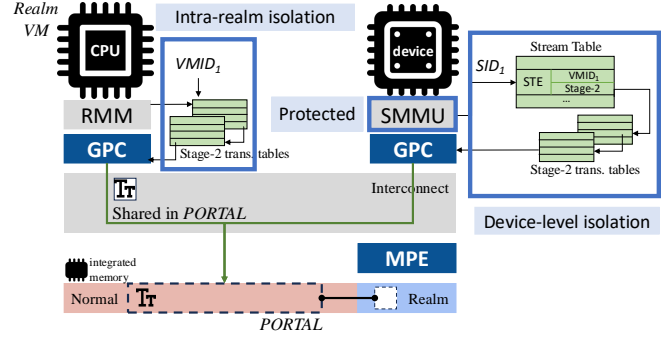 Realm
VM
CPU
Intra-realm isolation
VMID1
RMM
GPC
Stage-2 trans. tables
device
Protected
SMMU
GPC
SID1
Stream Table
STE
VMID1
Stage-2
...
Stage-2 trans. tables
Device-level isolation
Interconnect
TT
Shared in PORTAL
MPE
integrated
memory
Normal
TT
Realm
PORTAL